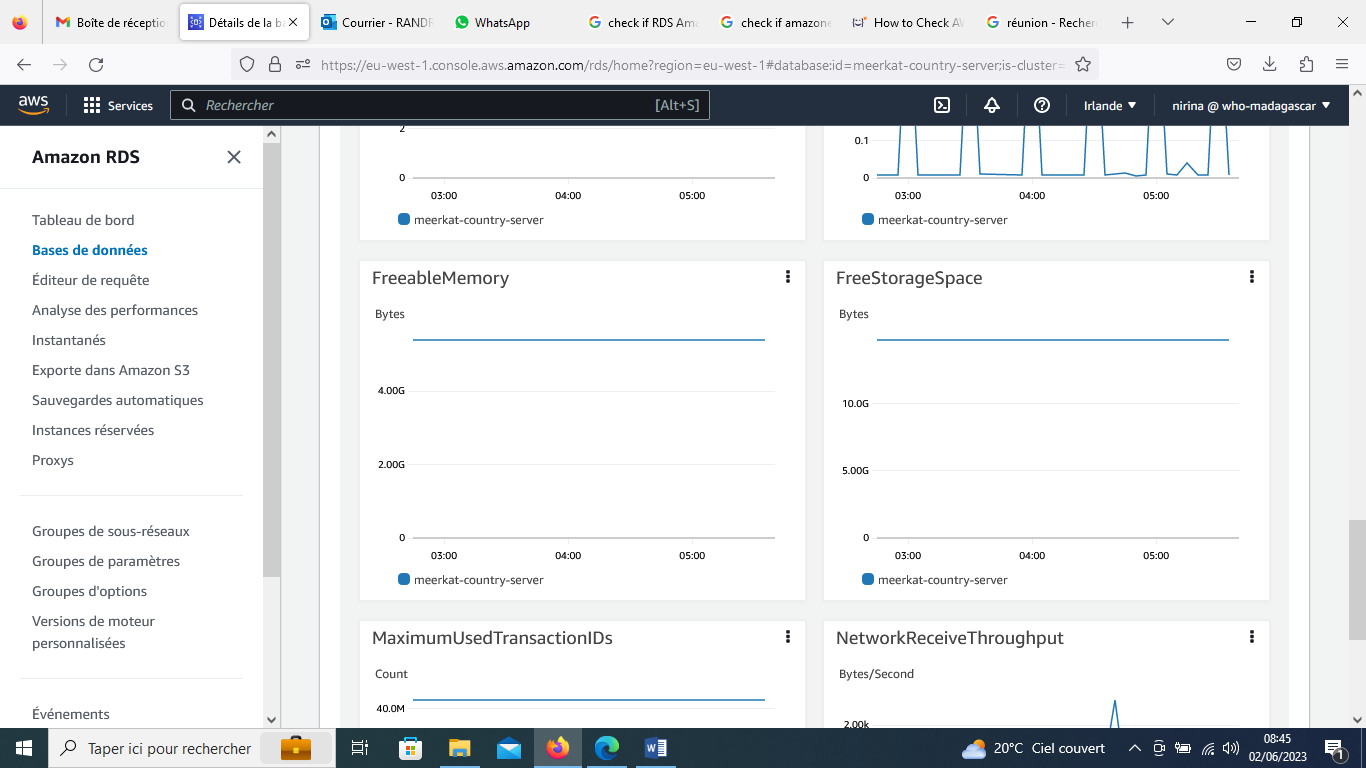 Boîte de réceptio
Détails de la ba
Courrier - RANDR
WhatsApp
check if RDS Ama
check if amazone
How to Check AW
réunion - Recher
https://eu-west-1.console.aws.amazon.com/rds/home?region=eu-west-1#database:id=meerkat-country-server;is-cluster=
aws
Services
Rechercher
[Alt+S]
Irlande
nirina @ who-madagascar
Amazon RDS
Tableau de bord
Bases de données
Éditeur de requête
Analyse des performances
Instantanés
Exporte dans Amazon S3
Sauvegardes automatiques
Instances réservées
Proxys
Groupes de sous-réseaux
Groupes de paramètres
Groupes d'options
Versions de moteur
personnalisées
Événements
2
0
03:00 04:00 05:00
meerkat-country-server
0.1
0
03:00 04:00 05:00
meerkat-country-server
FreeableMemory
Bytes
4.00G
2.00G
0
03:00 04:00 05:00
meerkat-country-server
FreeStorageSpace
Bytes
10.0G
5.00G
0
03:00 04:00 05:00
meerkat-country-server
MaximumUsedTransactionIDs
Count
40.0M
NetworkReceiveThroughput
Bytes/Second
2.00k
Taper ici pour rechercher
20°C Ciel couvert
08:45
02/06/2023
1